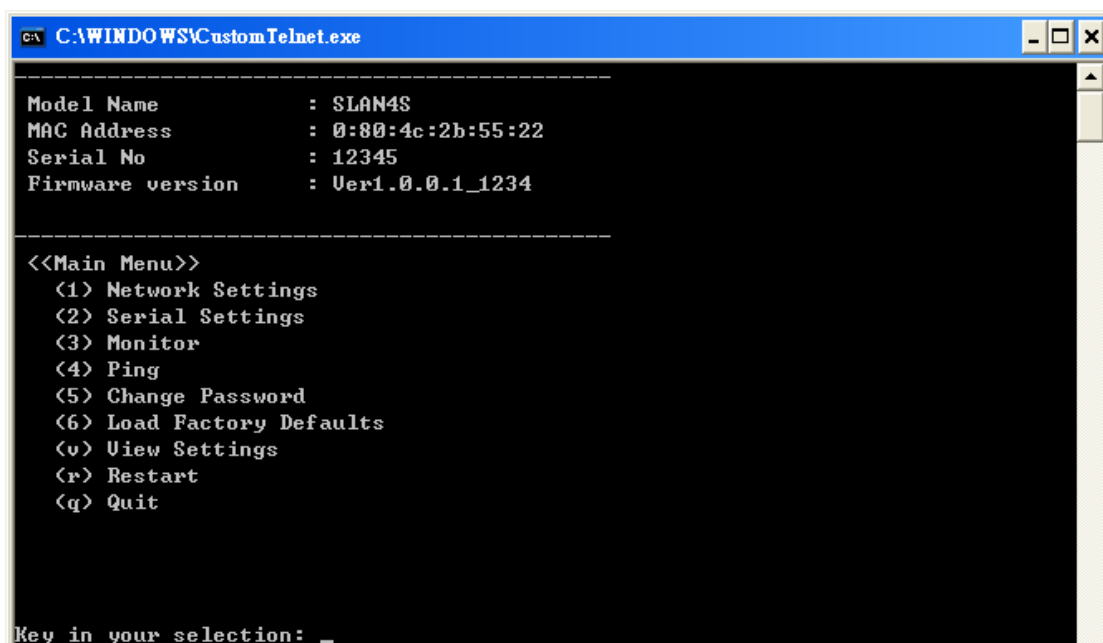 C:\WINDOWS\CustomTelnet.exe
Model Name : SLAN4S
MAC Address : 0:80:4c:2b:55:22
Serial No : 12345
Firmware version : Ver1.0.0.1_1234
<<Main Menu>>
(1) Network Settings
(2) Serial Settings
(3) Monitor
(4) Ping
(5) Change Password
(6) Load Factory Defaults
(v) View Settings
(r) Restart
(q) Quit
Key in your selection: _